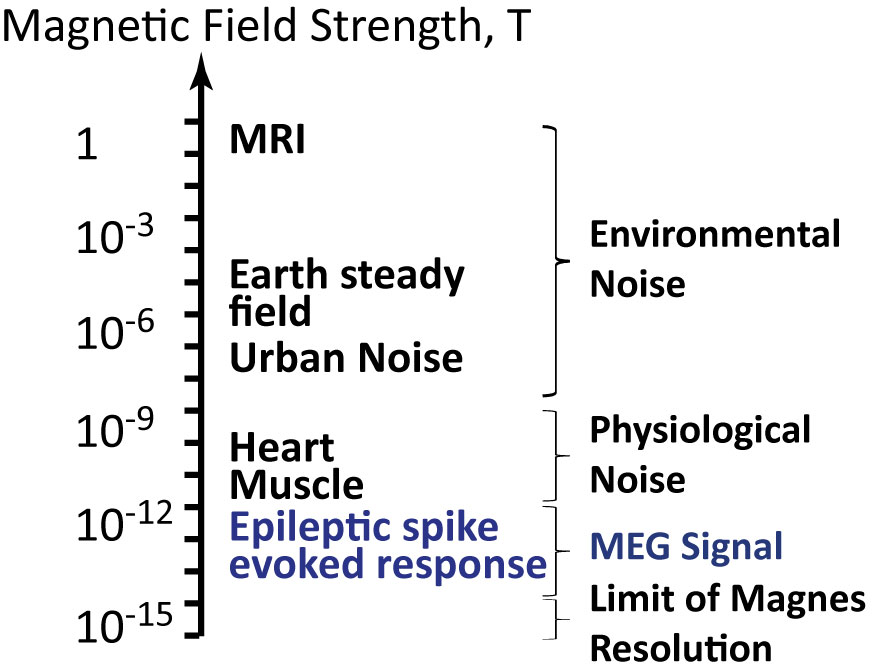 Magnetic Field Strength, T
1
MRI
10⁻³
Environmental
Noise
Earth steady
field
10⁻⁶
Urban Noise
10⁻⁹
Physiological
Noise
Heart
Muscle
10⁻¹²
Epileptic spike
evoked response
MEG Signal
10⁻¹⁵
Limit of Magnes
Resolution